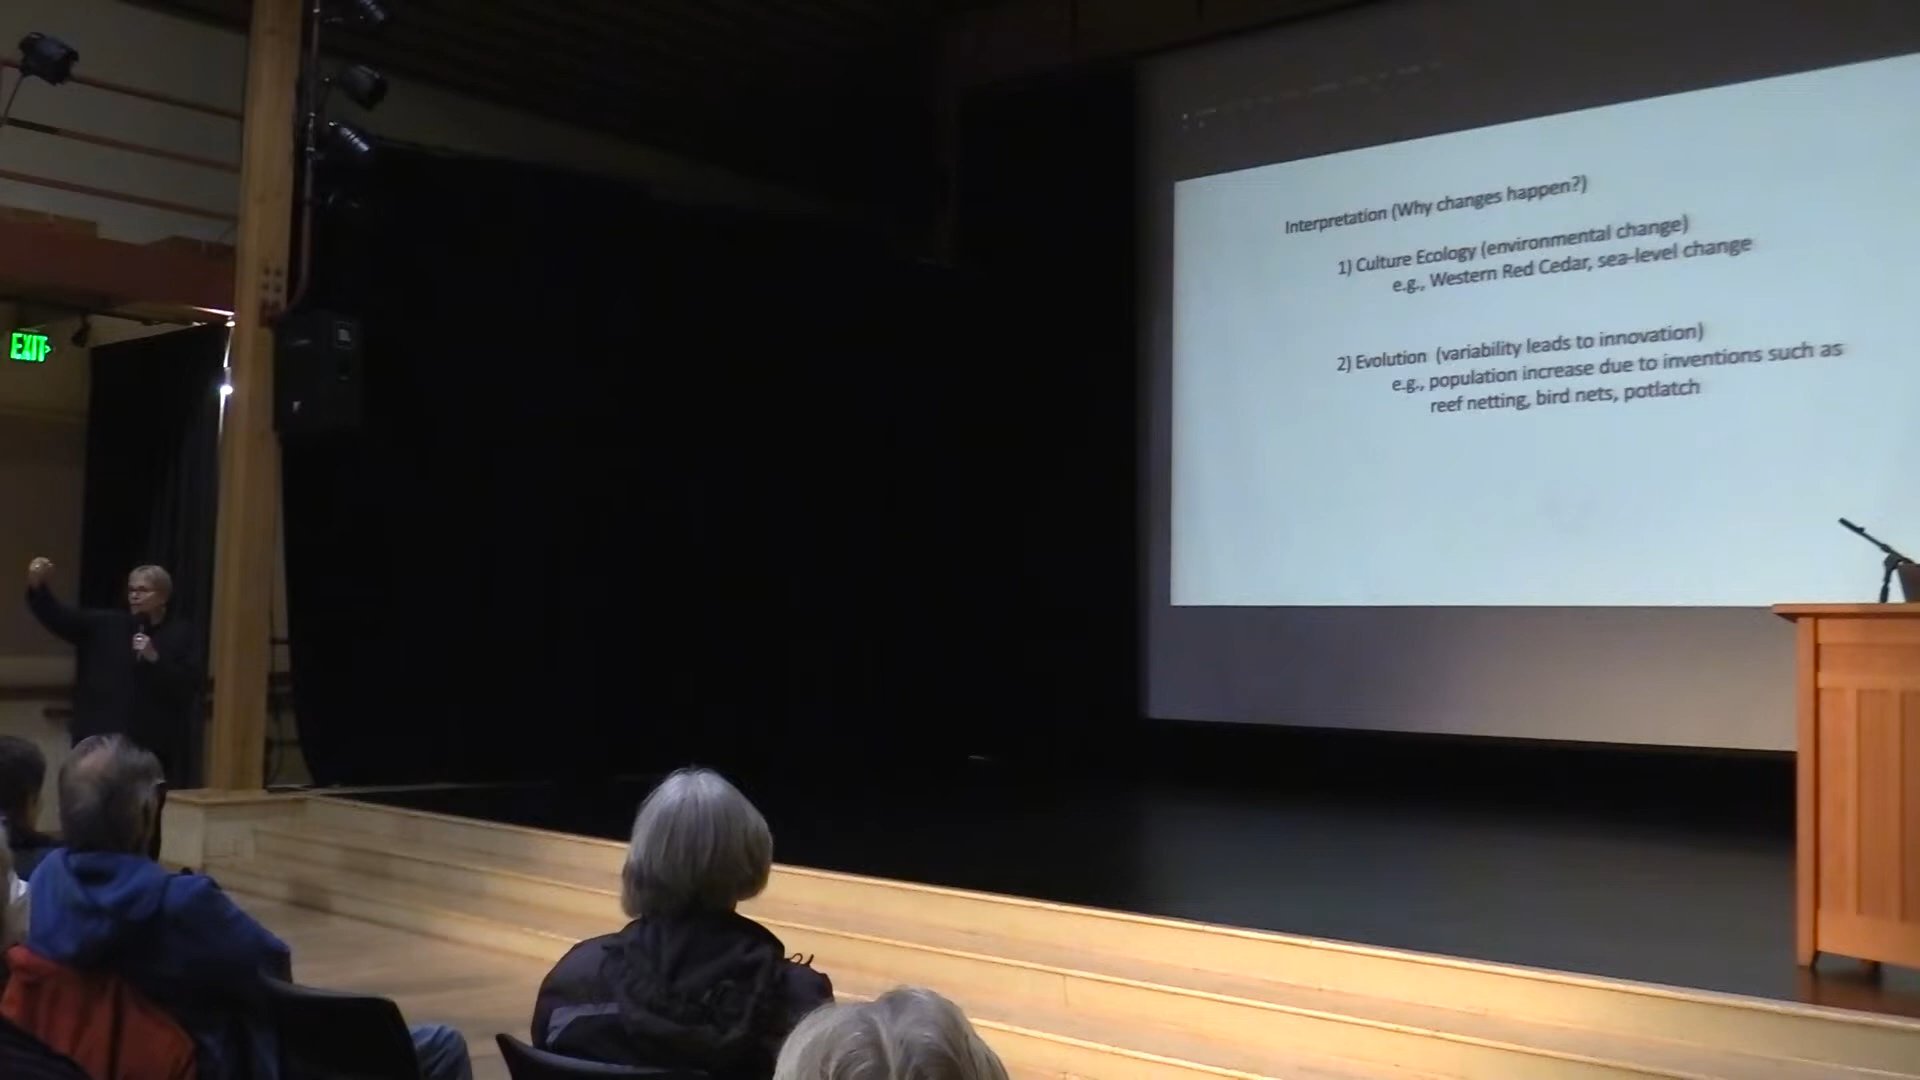 EXIT
Interpretation (Why changes happen?)
1) Culture Ecology (environmental change)
e.g., Western Red Cedar, sea-level change
2) Evolution (variability leads to innovation)
e.g., population increase due to inventions such as
reef netting, bird nets, potlatch